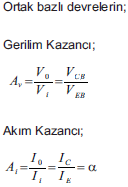 Ortak bazlı devrelerin;
Gerilim Kazancı;
A_v = V_0 / V_i = V_CB / V_EB
Akım Kazancı;
A_i = I_0 / I_i = I_C / I_E = α